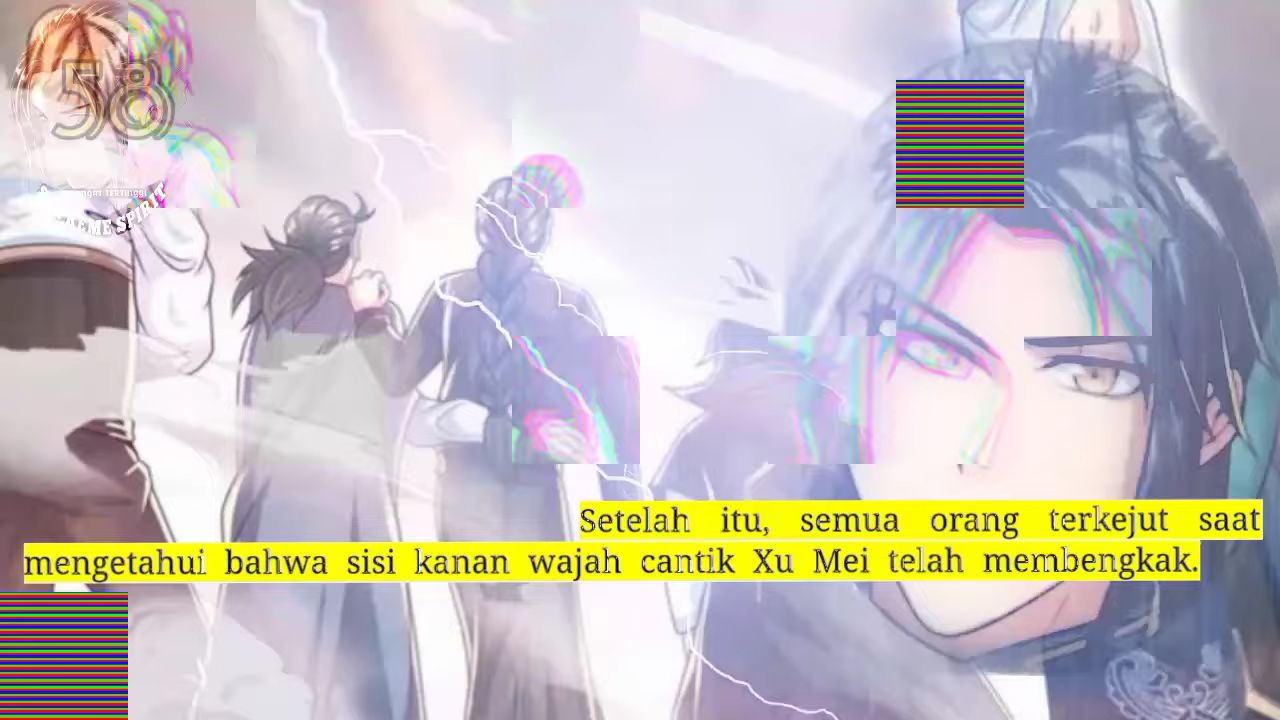 58
Setelah itu, semua orang terkejut saat
mengetahui bahwa sisi kanan wajah cantik Xu Mei telah membengkak.